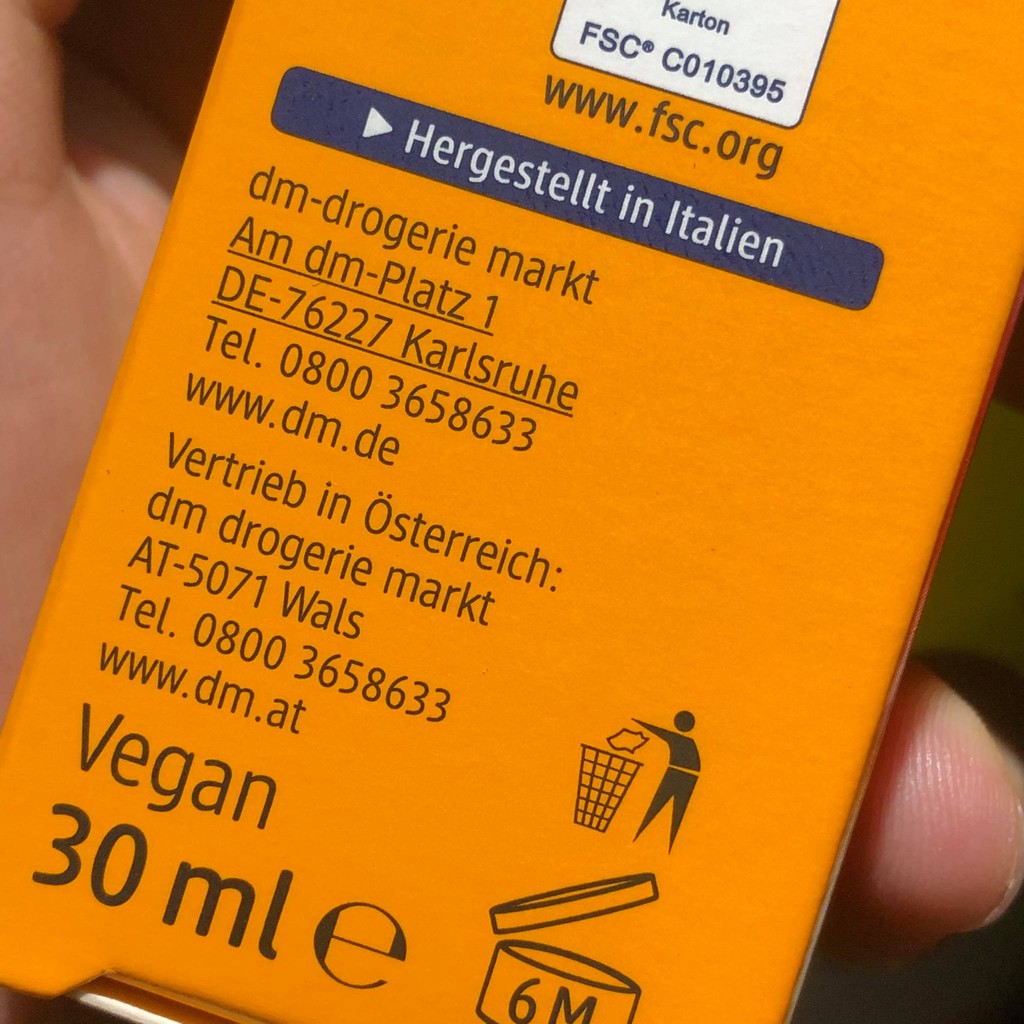 Karton
FSC® C010395
www.fsc.org
Hergestellt in Italien
dm-drogerie markt
Am dm-Platz 1
DE-76227 Karlsruhe
Tel. 0800 3658633
www.dm.de
Vertrieb in Österreich:
dm drogerie markt
AT-5071 Wals
Tel. 0800 3658633
www.dm.at
Vegan
30 ml ℮
6 M